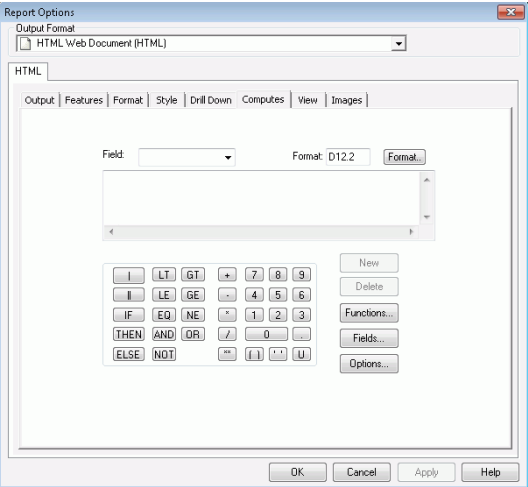 Report Options
Output Format
HTML Web Document (HTML)
HTML
Output Features Format Style Drill Down Computes View Images
Field: Format: D12.2 Format...
New
Delete
Functions...
Fields...
Options...
| LT GT + 7 8 9
|| LE GE - 4 5 6
IF EQ NE * 1 2 3
THEN AND OR / 0 .
ELSE NOT ** ( ) ' ' U
OK Cancel Apply Help